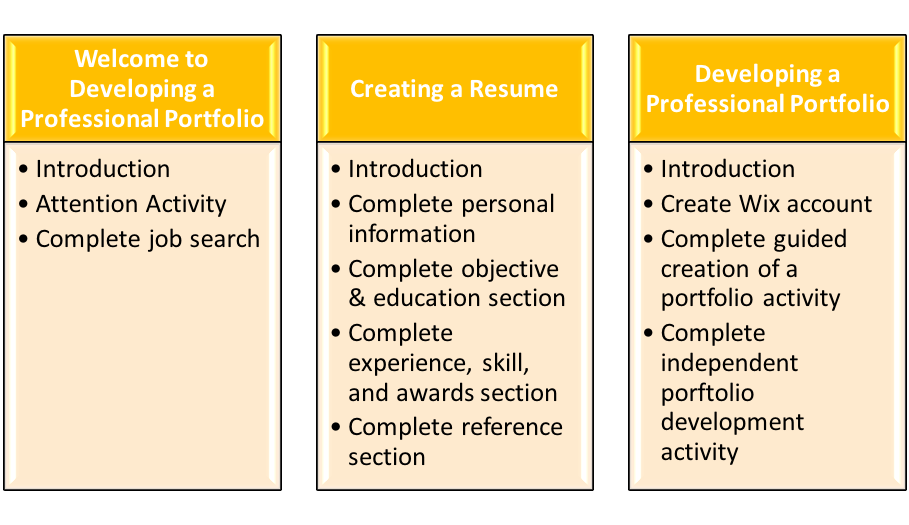 Welcome to
Developing a
Professional Portfolio
• Introduction
• Attention Activity
• Complete job search
Creating a Resume
• Introduction
• Complete personal
information
• Complete objective
& education section
• Complete
experience, skill,
and awards section
• Complete reference
section
Developing a
Professional Portfolio
• Introduction
• Create Wix account
• Complete guided
creation of a
portfolio activity
• Complete
independent
porftolio
development
activity